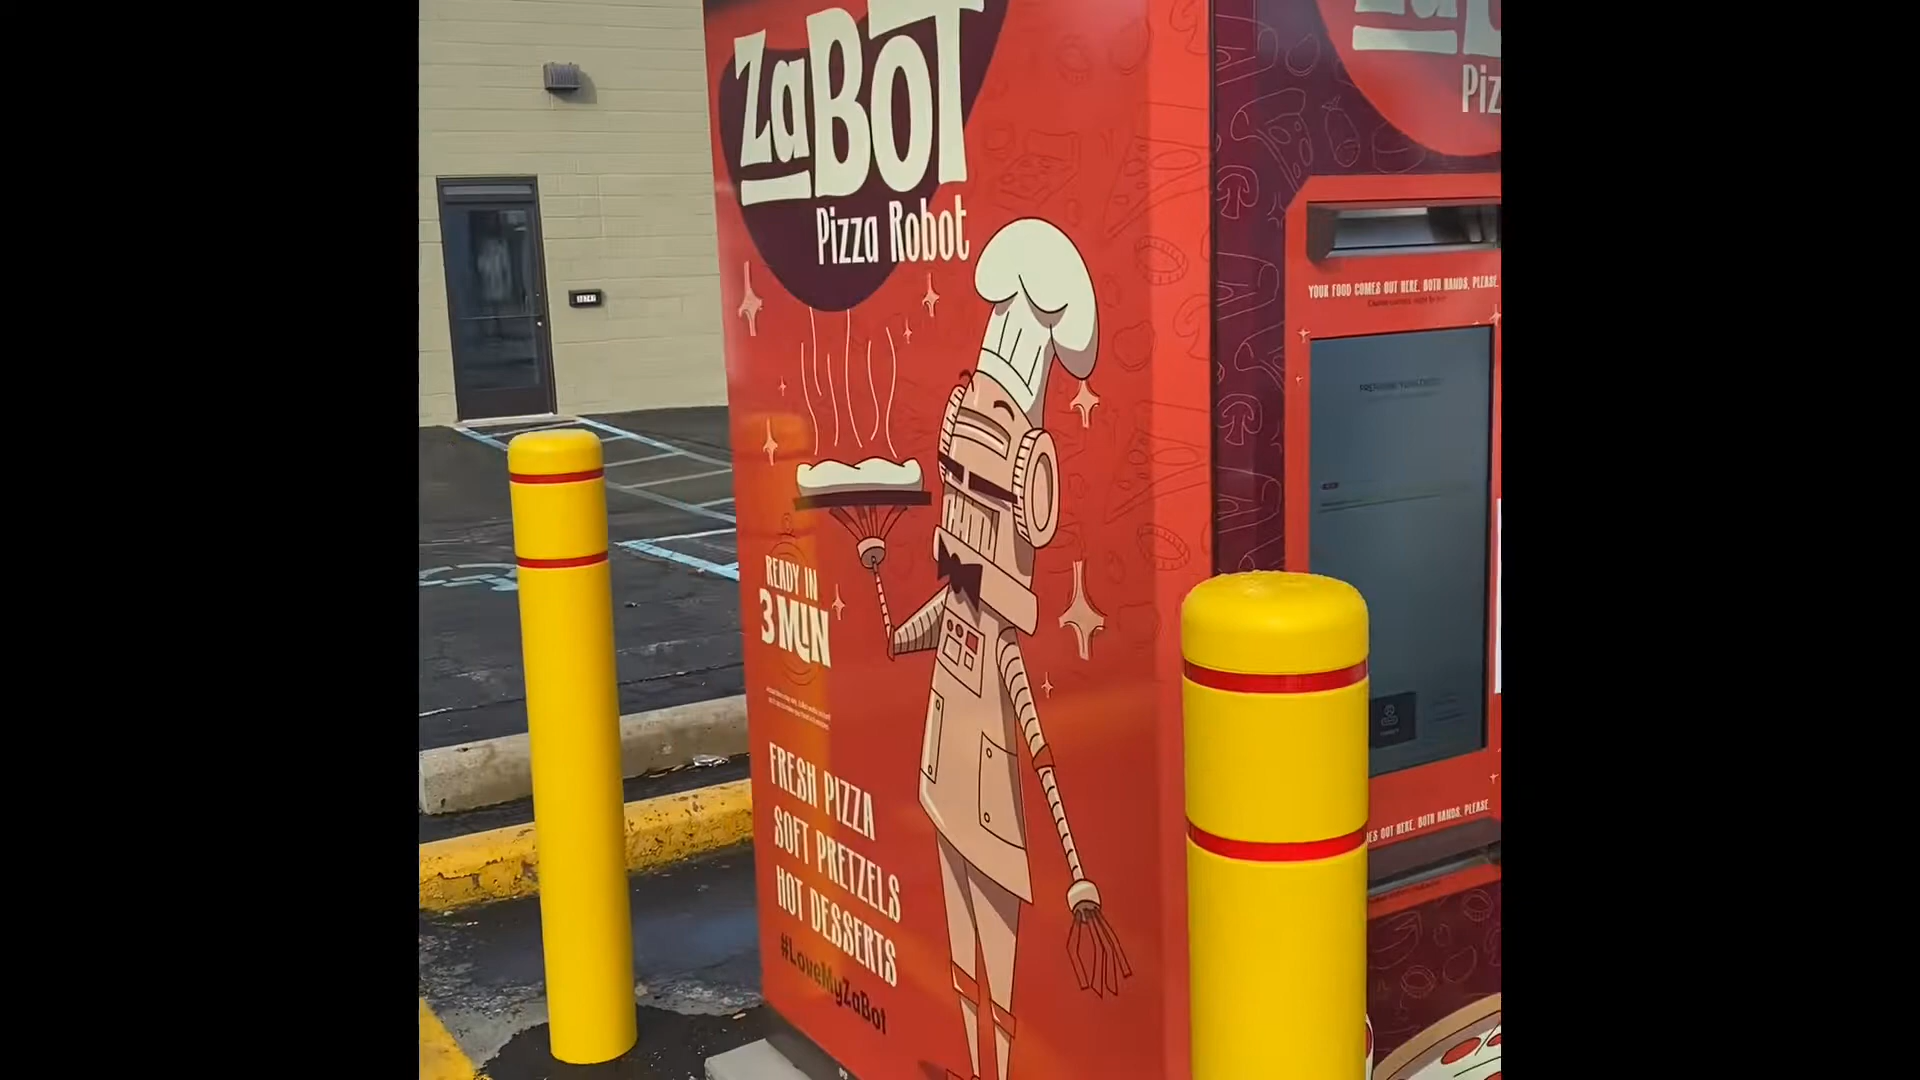 ZaBoT
Pizza Robot
READY IN
3 MIN
FRESH PIZZA
SOFT PRETZELS
HOT DESSERTS
#LoveMyZaBot
Piz
YOUR FOOD COMES OUT HERE. BOTH HANDS, PLEASE.
ES OUT HERE. BOTH HANDS, PLEASE.